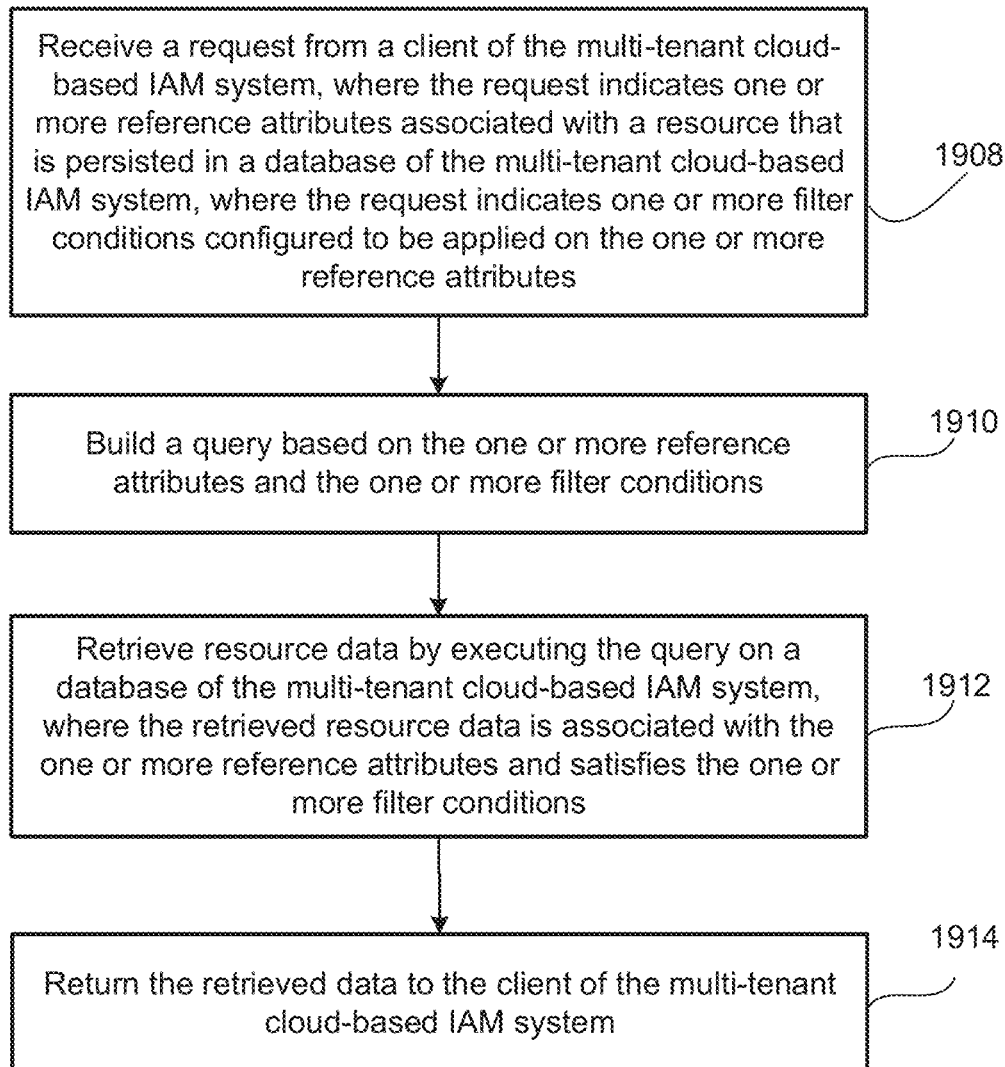 Receive a request from a client of the multi-tenant cloud-
based IAM system, where the request indicates one or
more reference attributes associated with a resource that
is persisted in a database of the multi-tenant cloud-based
IAM system, where the request indicates one or more filter
conditions configured to be applied on the one or more
reference attributes
1908
Build a query based on the one or more reference
attributes and the one or more filter conditions
1910
Retrieve resource data by executing the query on a
database of the multi-tenant cloud-based IAM system,
where the retrieved resource data is associated with the
one or more reference attributes and satisfies the one or
more filter conditions
1912
Return the retrieved data to the client of the multi-tenant
cloud-based IAM system
1914